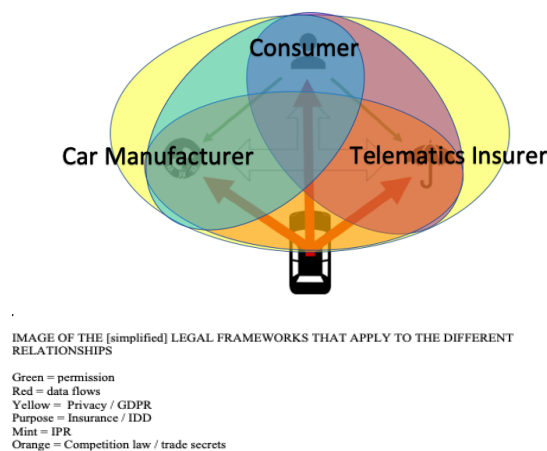 Consumer
Car Manufacturer
Telematics Insurer
.
IMAGE OF THE [simplified] LEGAL FRAMEWORKS THAT APPLY TO THE DIFFERENT
RELATIONSHIPS
Green = permission
Red = data flows
Yellow = Privacy / GDPR
Purpose = Insurance / IDD
Mint = IPR
Orange = Competition law / trade secrets